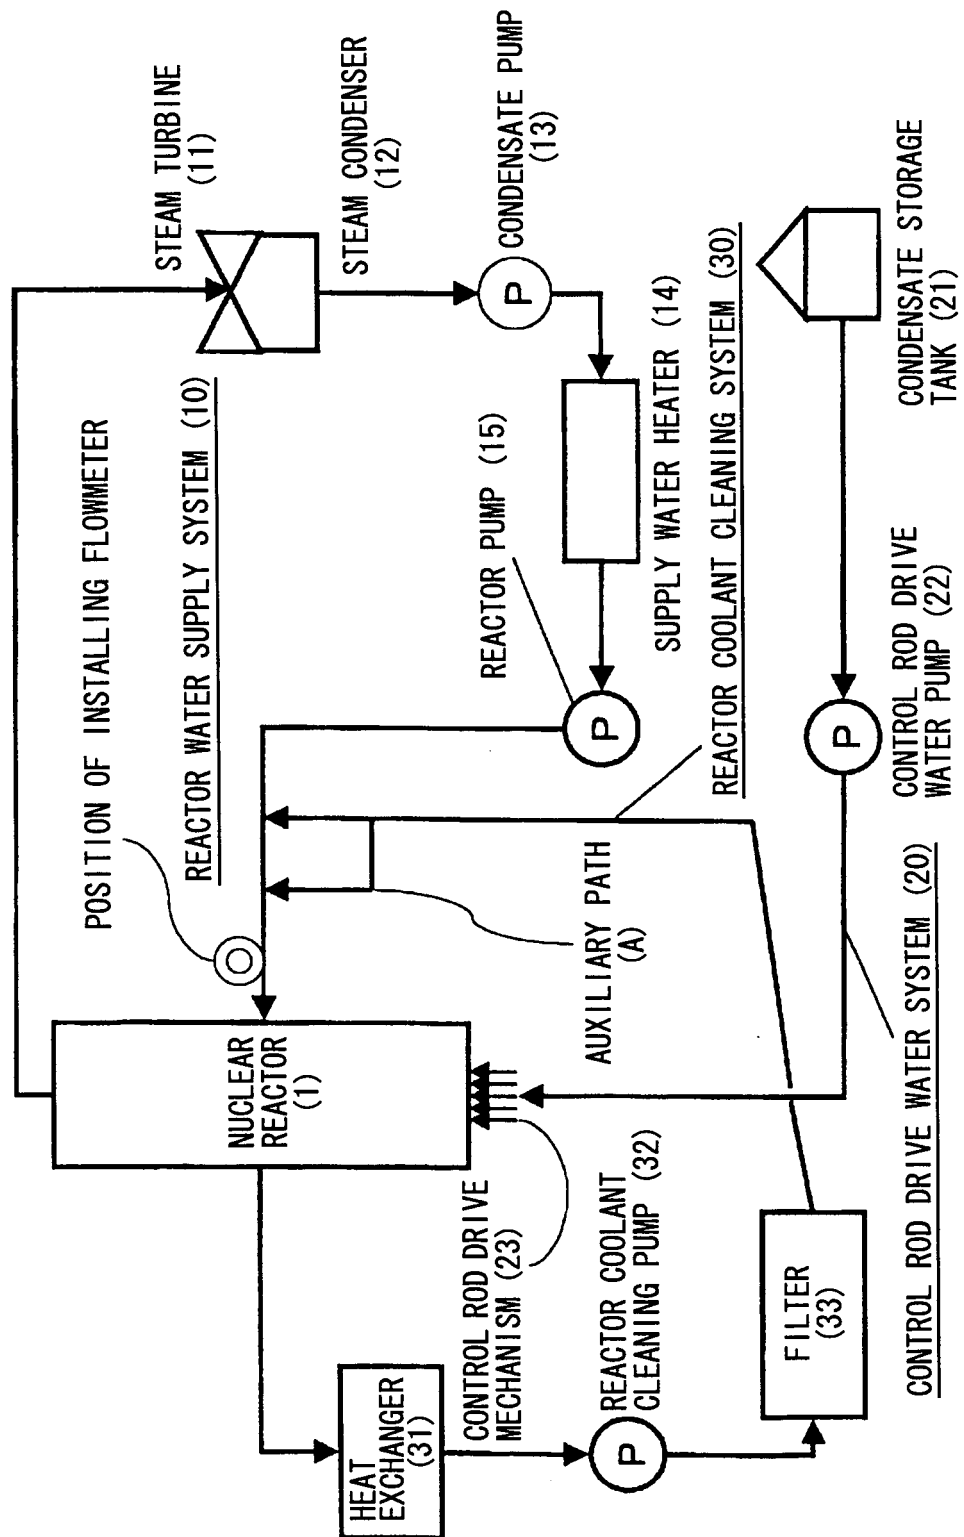 POSITION OF INSTALLING FLOWMETER
REACTOR WATER SUPPLY SYSTEM (10)
STEAM TURBINE
(11)
STEAM CONDENSER
(12)
CONDENSATE PUMP
(13)
P
NUCLEAR
REACTOR
(1)
REACTOR PUMP (15)
P
SUPPLY WATER HEATER (14)
REACTOR COOLANT CLEANING SYSTEM (30)
AUXILIARY PATH
(A)
HEAT
EXCHANGER
(31)
CONTROL ROD DRIVE
MECHANISM (23)
REACTOR COOLANT
CLEANING PUMP (32)
P
FILTER
(33)
P
CONTROL ROD DRIVE
WATER PUMP (22)
CONDENSATE STORAGE
TANK (21)
CONTROL ROD DRIVE WATER SYSTEM (20)